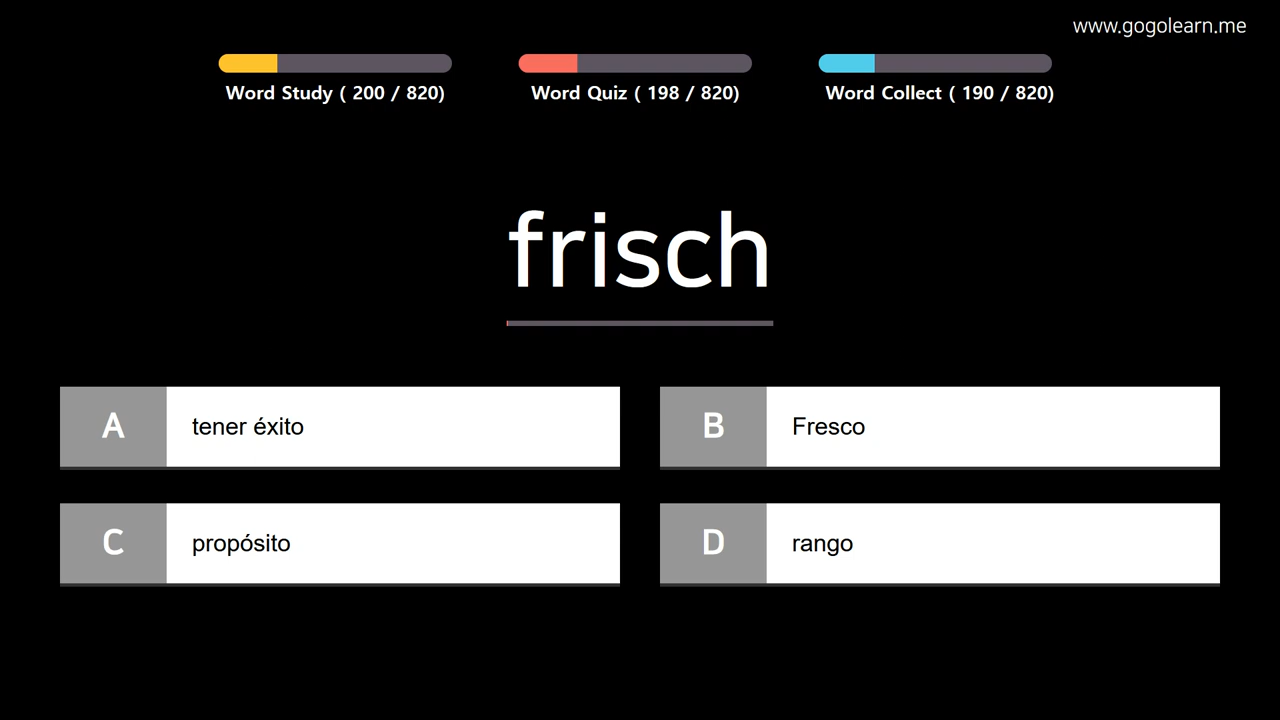 www.gogolearn.me
Word Study ( 200 / 820)
Word Quiz ( 198 / 820)
Word Collect ( 190 / 820)
frisch
A
tener éxito
B
Fresco
C
propósito
D
rango